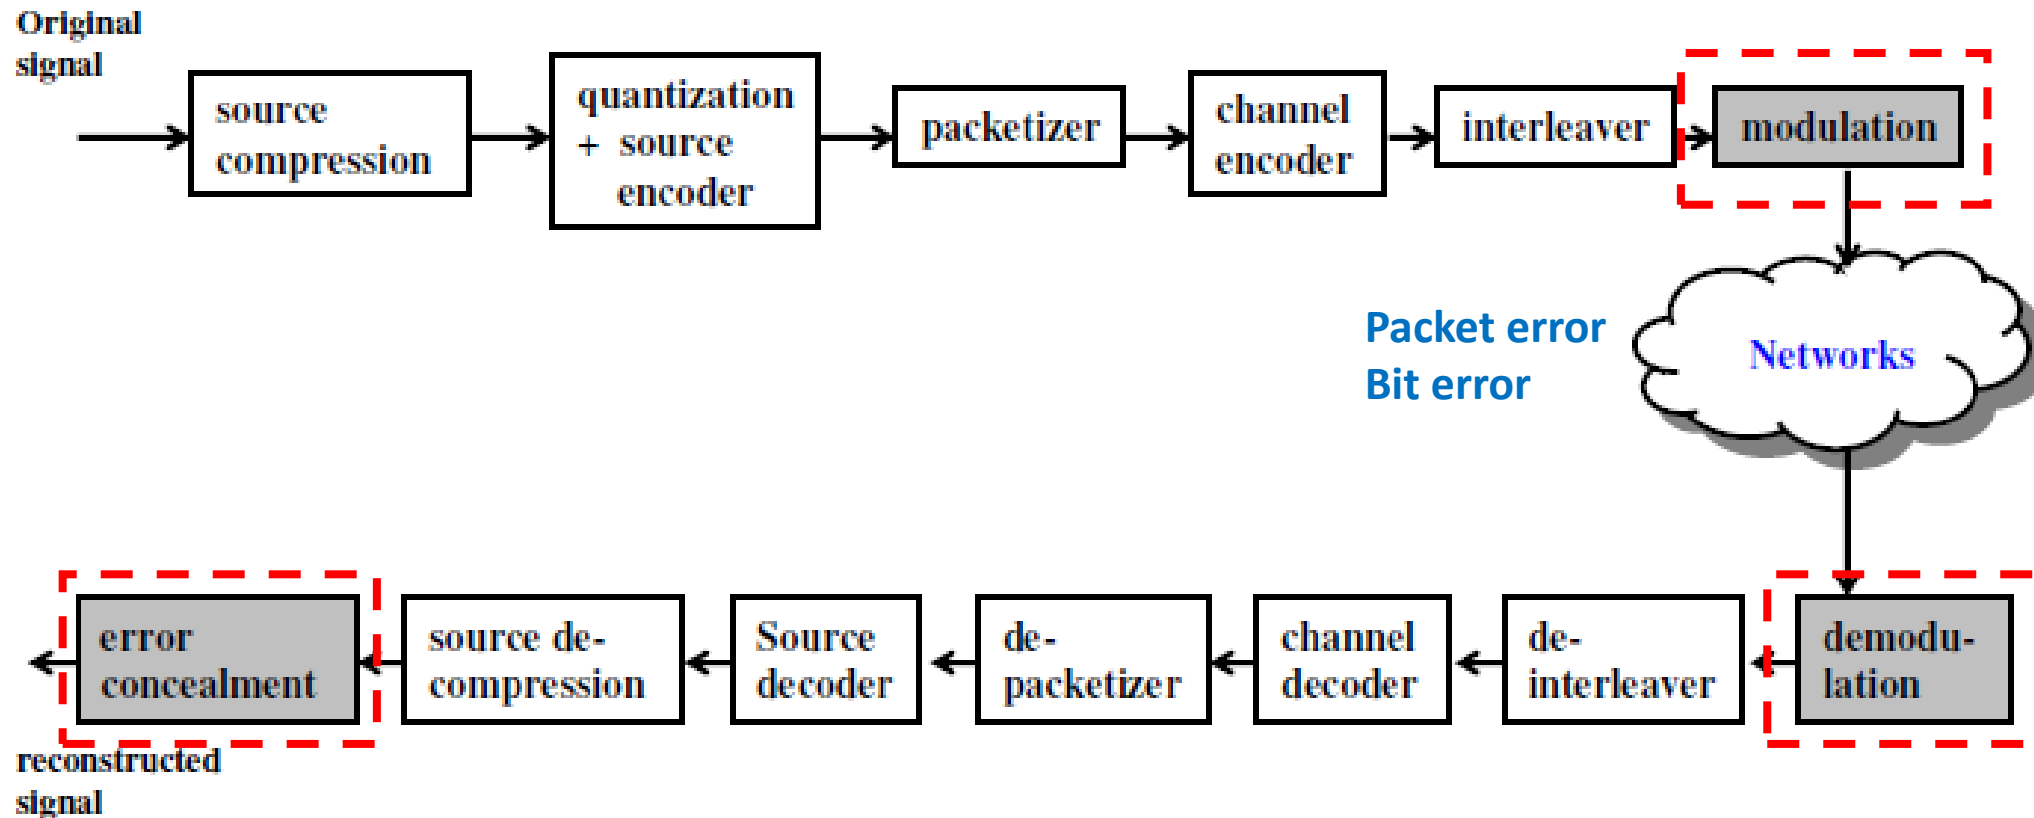 Original
signal
source
compression
quantization
+ source
encoder
packetizer
channel
encoder
interleaver
modulation
Packet error
Bit error
Networks
error
concealment
source de-
compression
Source
decoder
de-
packetizer
channel
decoder
de-
interleaver
demodu-
lation
reconstructed
signal